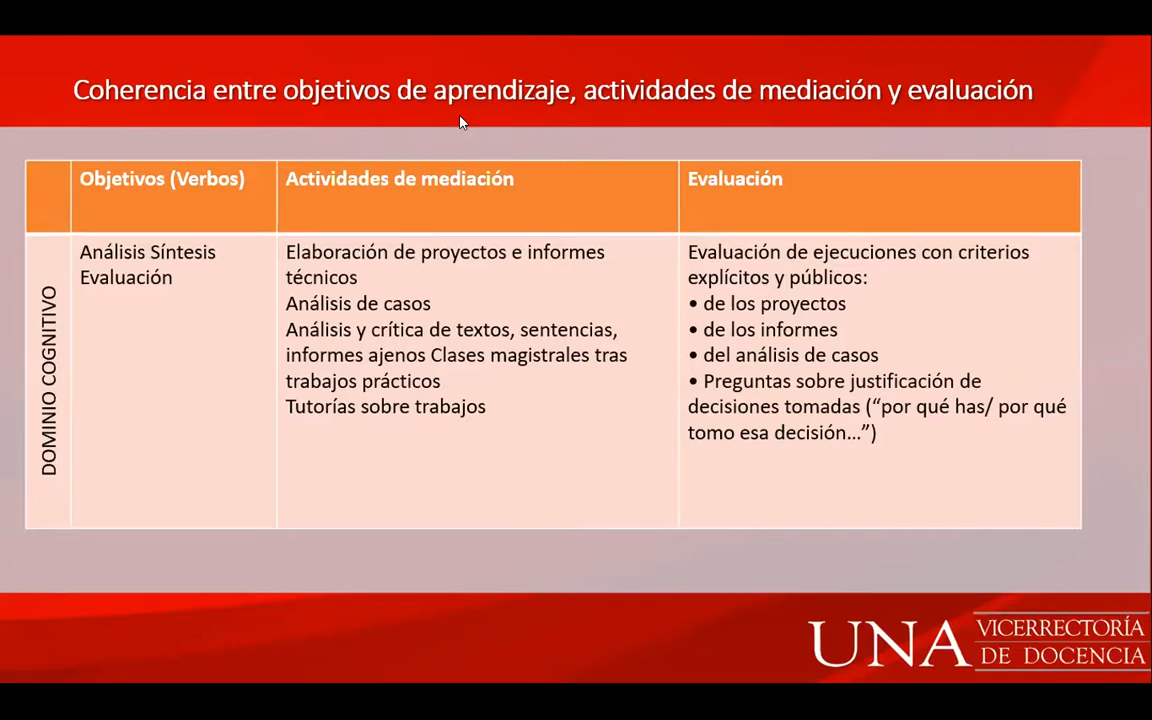 Coherencia entre objetivos de aprendizaje, actividades de mediación y evaluación
Objetivos (Verbos)
Actividades de mediación
Evaluación
DOMINIO COGNITIVO
Análisis Síntesis
Evaluación
Elaboración de proyectos e informes
técnicos
Análisis de casos
Análisis y crítica de textos, sentencias,
informes ajenos Clases magistrales tras
trabajos prácticos
Tutorías sobre trabajos
Evaluación de ejecuciones con criterios
explícitos y públicos:
• de los proyectos
• de los informes
• del análisis de casos
• Preguntas sobre justificación de
decisiones tomadas (“por qué has/ por qué
tomo esa decisión…”)
UNA
VICERRECTORÍA
DE DOCENCIA